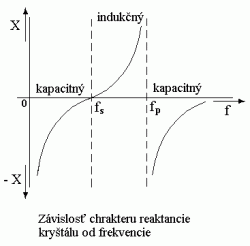 X
indukčný
kapacitný
kapacitný
0
fs
fp
f
- X
Závislosť chrakteru reaktancie
kryštálu od frekvencie